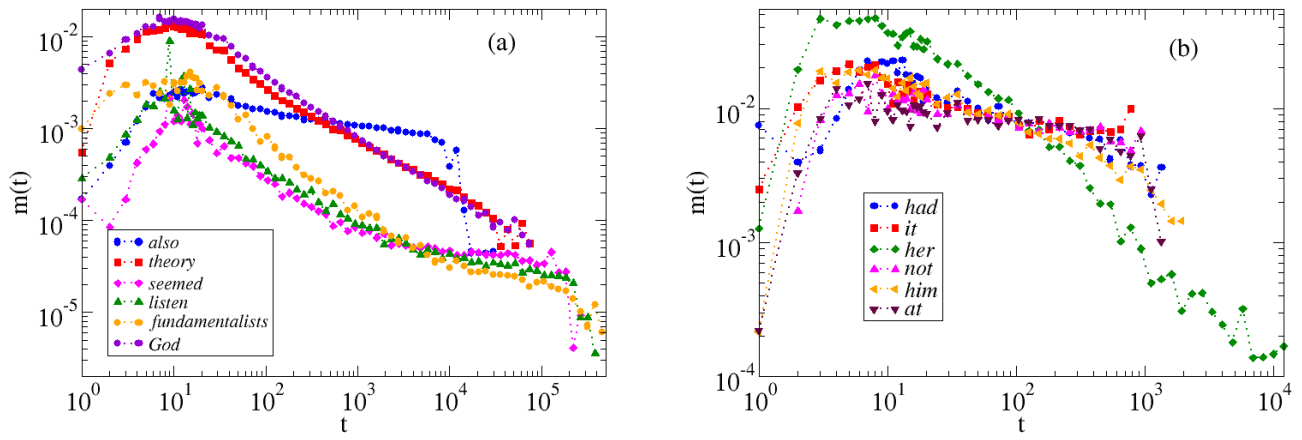 (a)
m(t)
10^-2
10^-3
10^-4
10^-5
also
theory
seemed
listen
fundamentalists
God
10^0 10^1 10^2 10^3 10^4 10^5
t
(b)
m(t)
10^-2
10^-3
10^-4
had
it
her
not
him
at
10^0 10^1 10^2 10^3 10^4
t